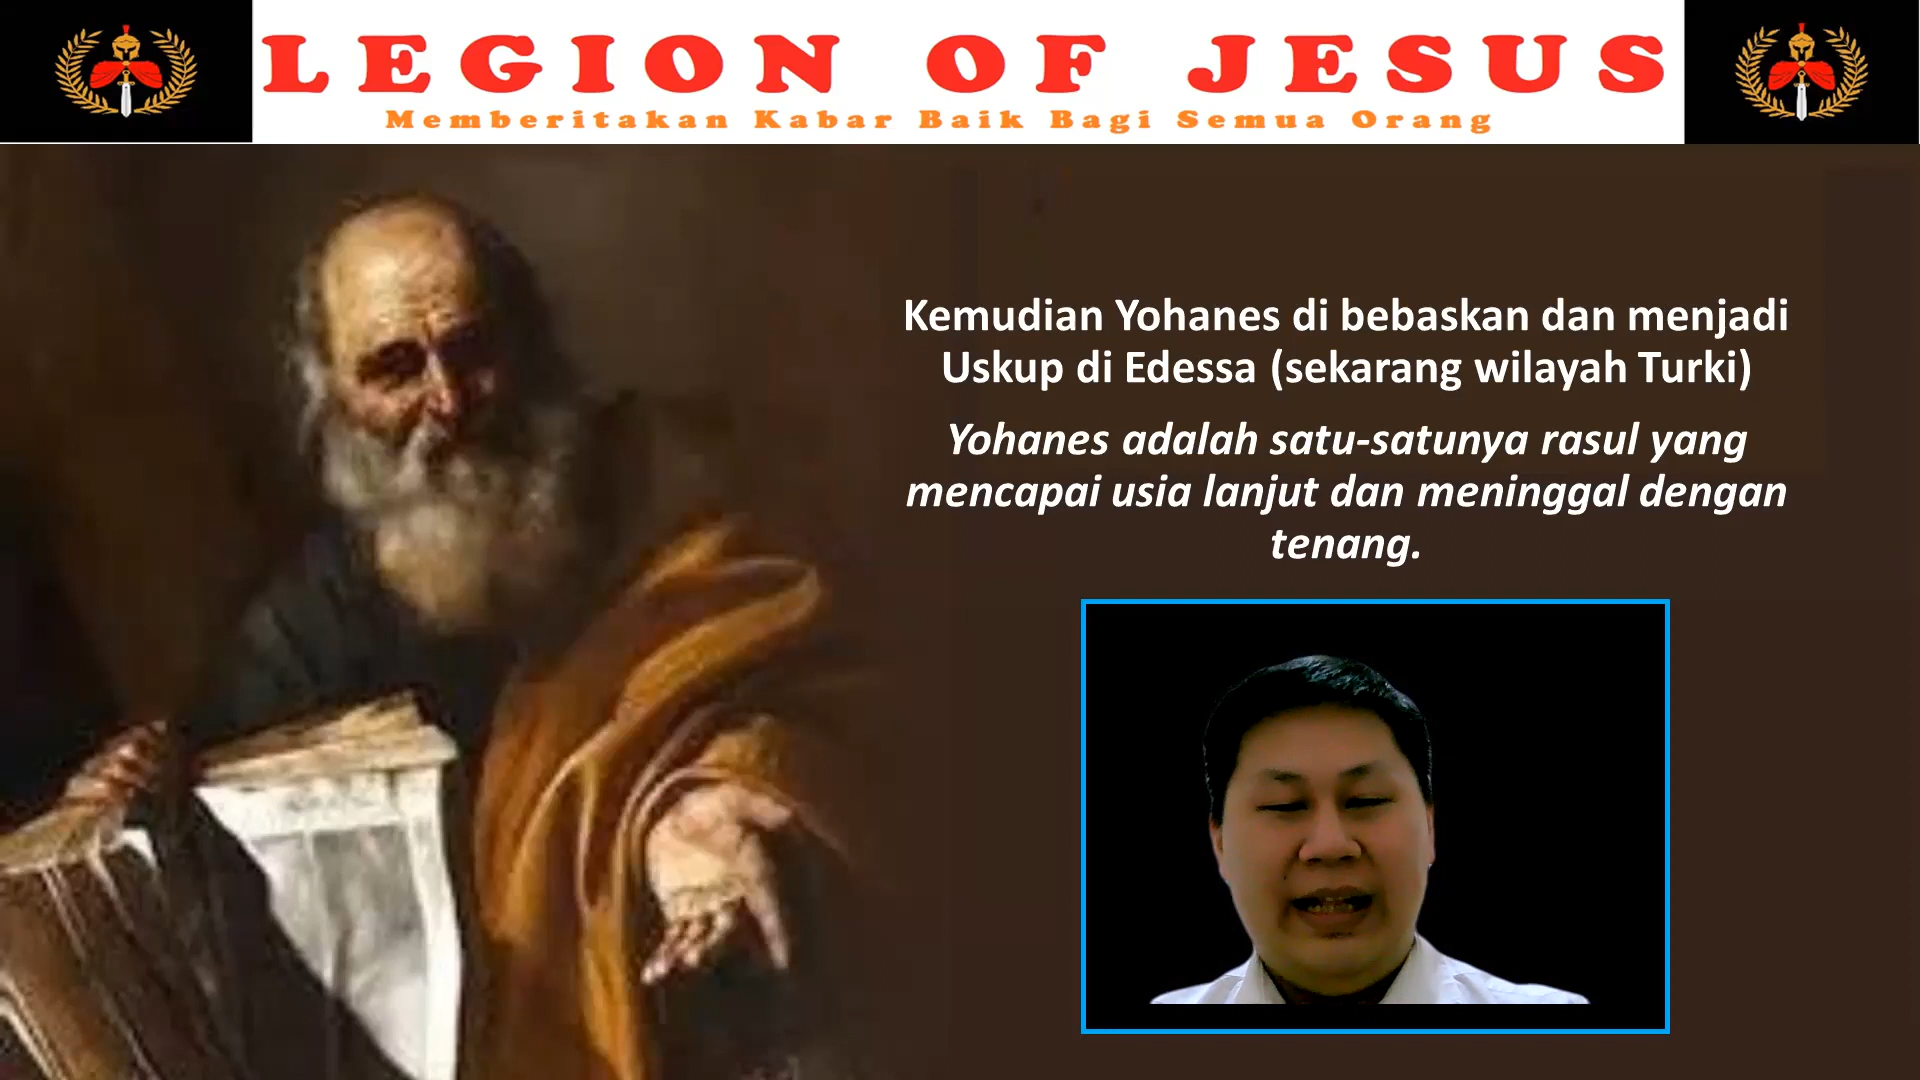 LEGION OF JESUS
Memberitakan Kabar Baik Bagi Semua Orang
Kemudian Yohanes di bebaskan dan menjadi
Uskup di Edessa (sekarang wilayah Turki)
Yohanes adalah satu-satunya rasul yang
mencapai usia lanjut dan meninggal dengan
tenang.